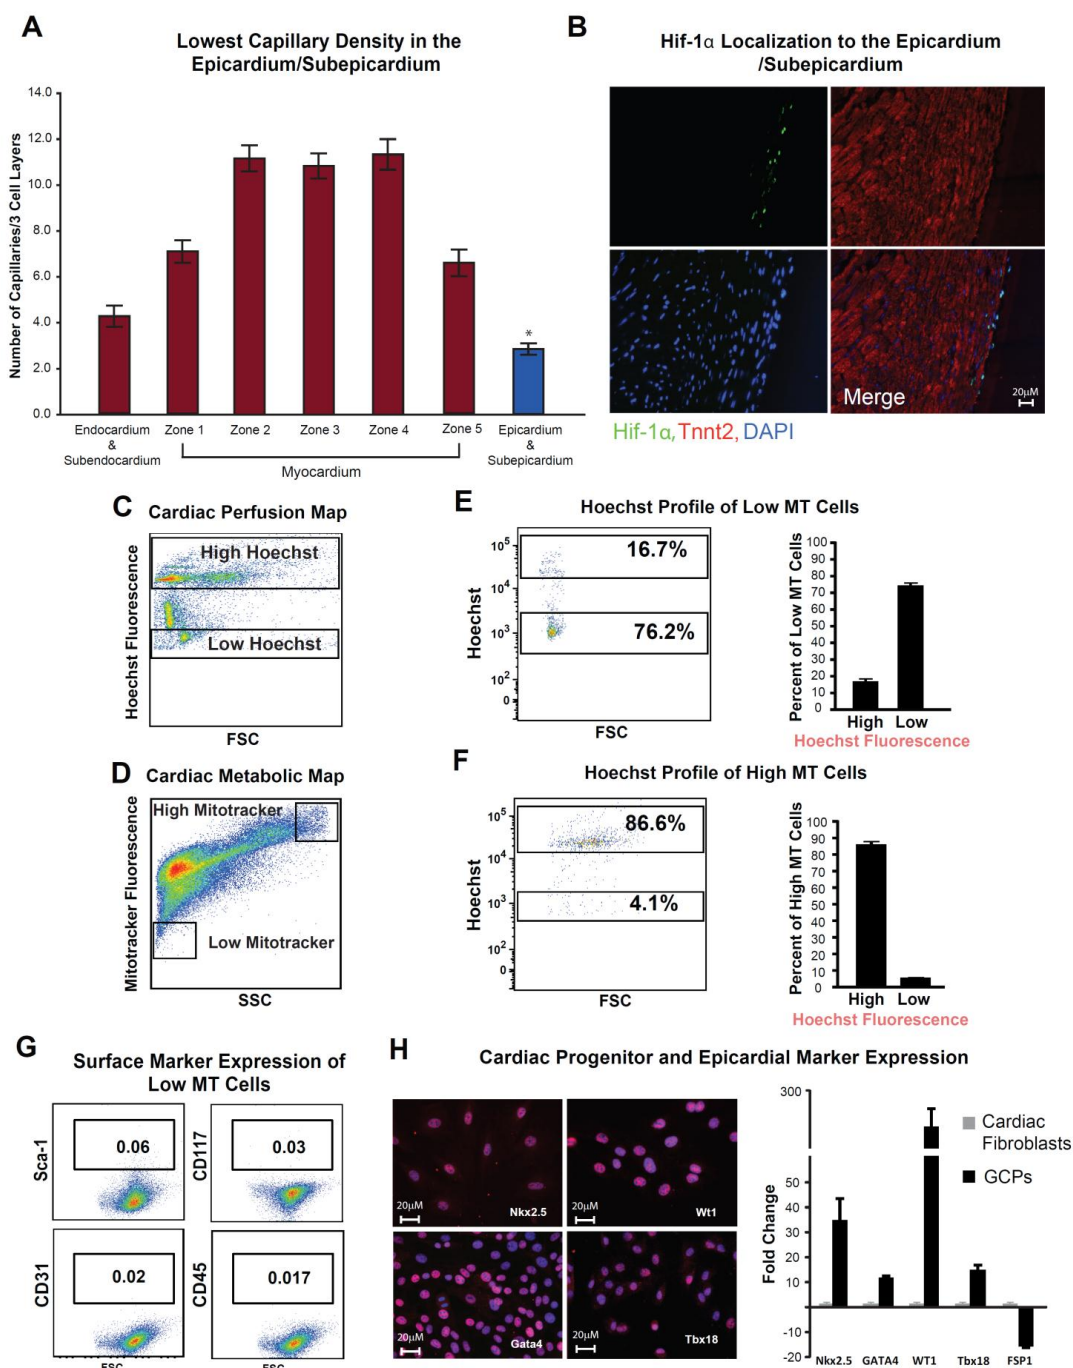 A
Lowest Capillary Density in the
Epicardium/Subepicardium
Number of Capillaries/3 Cell Layers
14.0
12.0
10.0
8.0
6.0
4.0
2.0
0.0
*
Endocardium
&
Subendocardium
Zone 1
Zone 2
Zone 3
Zone 4
Zone 5
Epicardium
&
Subepicardium
Myocardium
B
Hif-1α Localization to the Epicardium
/Subepicardium
Merge
20μM
Hif-1α, Tnnt2, DAPI
C
Cardiac Perfusion Map
Hoechst Fluorescence
High Hoechst
Low Hoechst
FSC
D
Cardiac Metabolic Map
Mitotracker Fluorescence
High Mitotracker
Low Mitotracker
SSC
E
Hoechst Profile of Low MT Cells
Hoechst
10⁵
10⁴
10³
10²
0
16.7%
76.2%
FSC
Percent of Low MT Cells
100
90
80
70
60
50
40
30
20
10
0
High Low
Hoechst Fluorescence
F
Hoechst Profile of High MT Cells
Hoechst
10⁵
10⁴
10³
10²
0
86.6%
4.1%
FSC
Percent of High MT Cells
100
90
80
70
60
50
40
30
20
10
0
High Low
Hoechst Fluorescence
G
Surface Marker Expression of
Low MT Cells
Sca-1
0.06
CD117
0.03
CD31
0.02
CD45
0.017
FSC
FSC
H
Cardiac Progenitor and Epicardial Marker Expression
20μM
Nkx2.5
20μM
Wt1
20μM
Gata4
20μM
Tbx18
Fold Change
300
50
40
30
20
10
-10
-20
Cardiac
Fibroblasts
GCPs
Nkx2.5 GATA4 WT1 Tbx18 FSP1